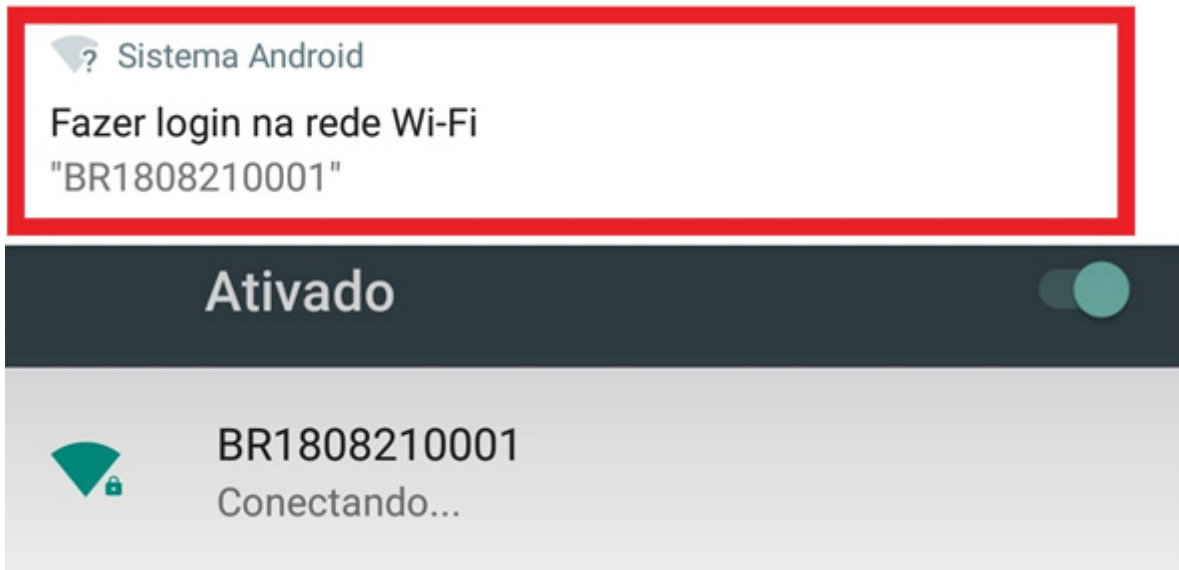 Sistema Android
Fazer login na rede Wi-Fi
"BR1808210001"
Ativado
BR1808210001
Conectando...